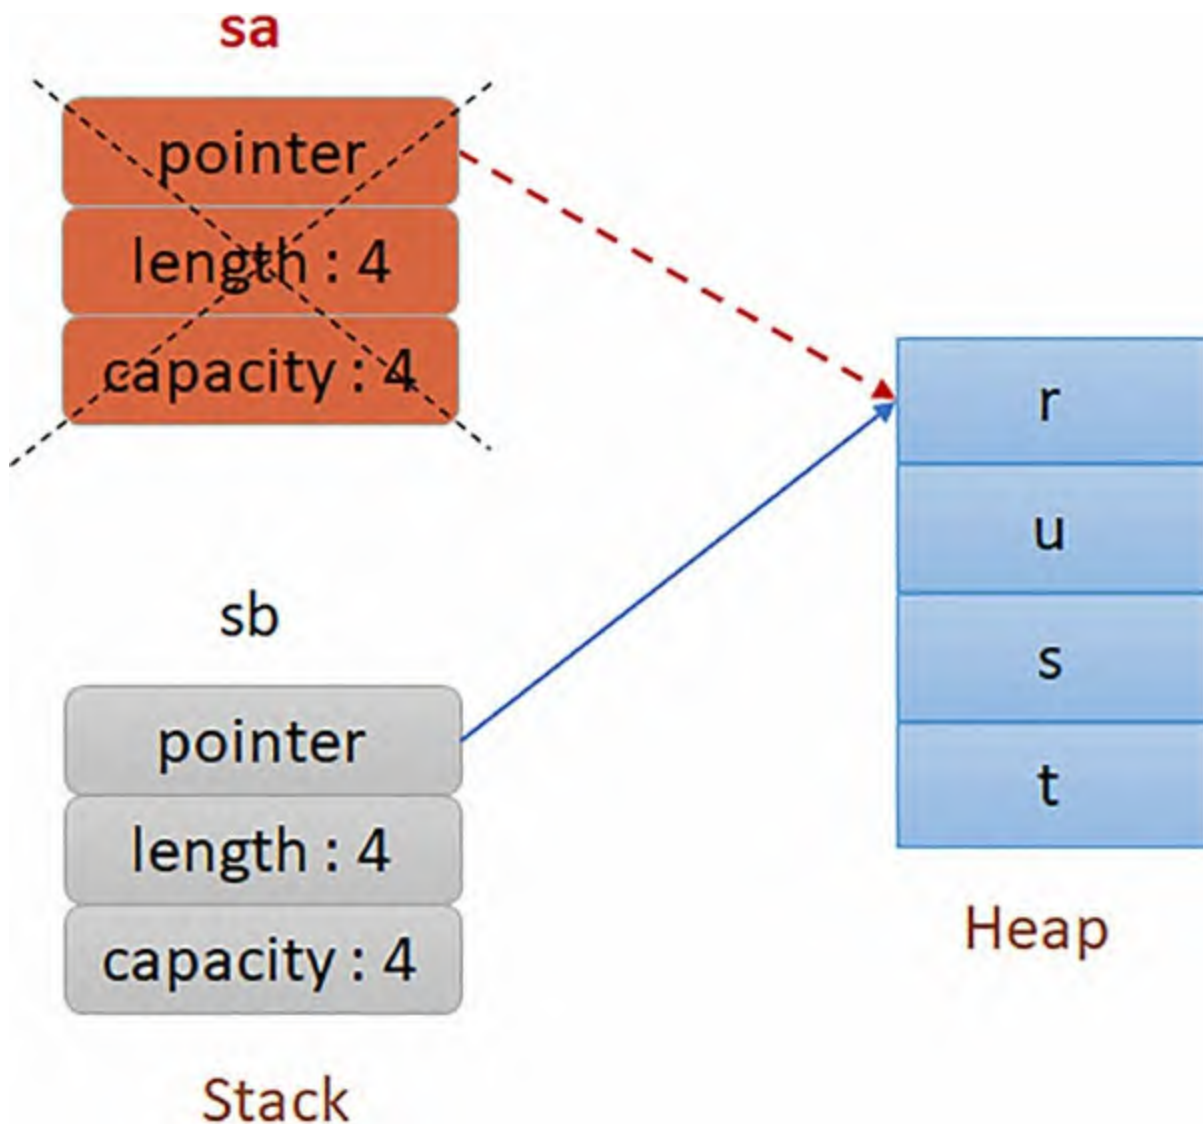 sa
pointer
length : 4
capacity : 4
sb
pointer
length : 4
capacity : 4
Stack
r
u
s
t
Heap